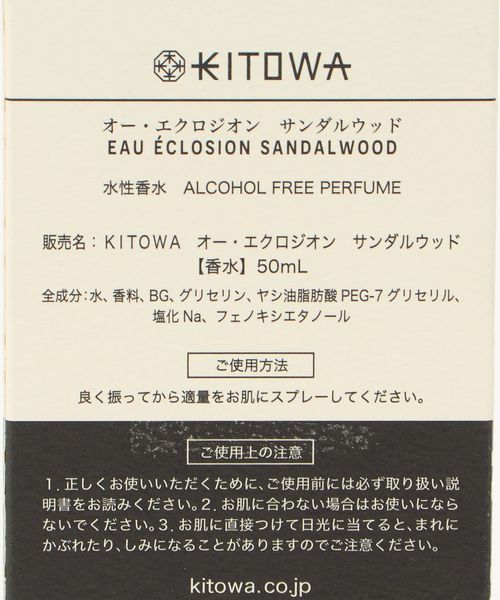 KITOWA
オー・エクロジオン サンダルウッド
EAU ÉCLOSION SANDALWOOD
水性香水 ALCOHOL FREE PERFUME
販売名：KITOWA オー・エクロジオン サンダルウッド
【香水】50mL
全成分：水、香料、BG、グリセリン、ヤシ油脂肪酸PEG-7グリセリル、
塩化Na、フェノキシエタノール
ご使用方法
良く振ってから適量をお肌にスプレーしてください。
ご使用上の注意
1．正しくお使いいただくために、ご使用前には必ず取り扱い説
明書をお読みください。2．お肌に合わない場合はお使いになら
ないでください。3．お肌に直接つけて日光に当てると、まれに
かぶれたり、しみになることがありますのでご注意ください。
kitowa.co.jp